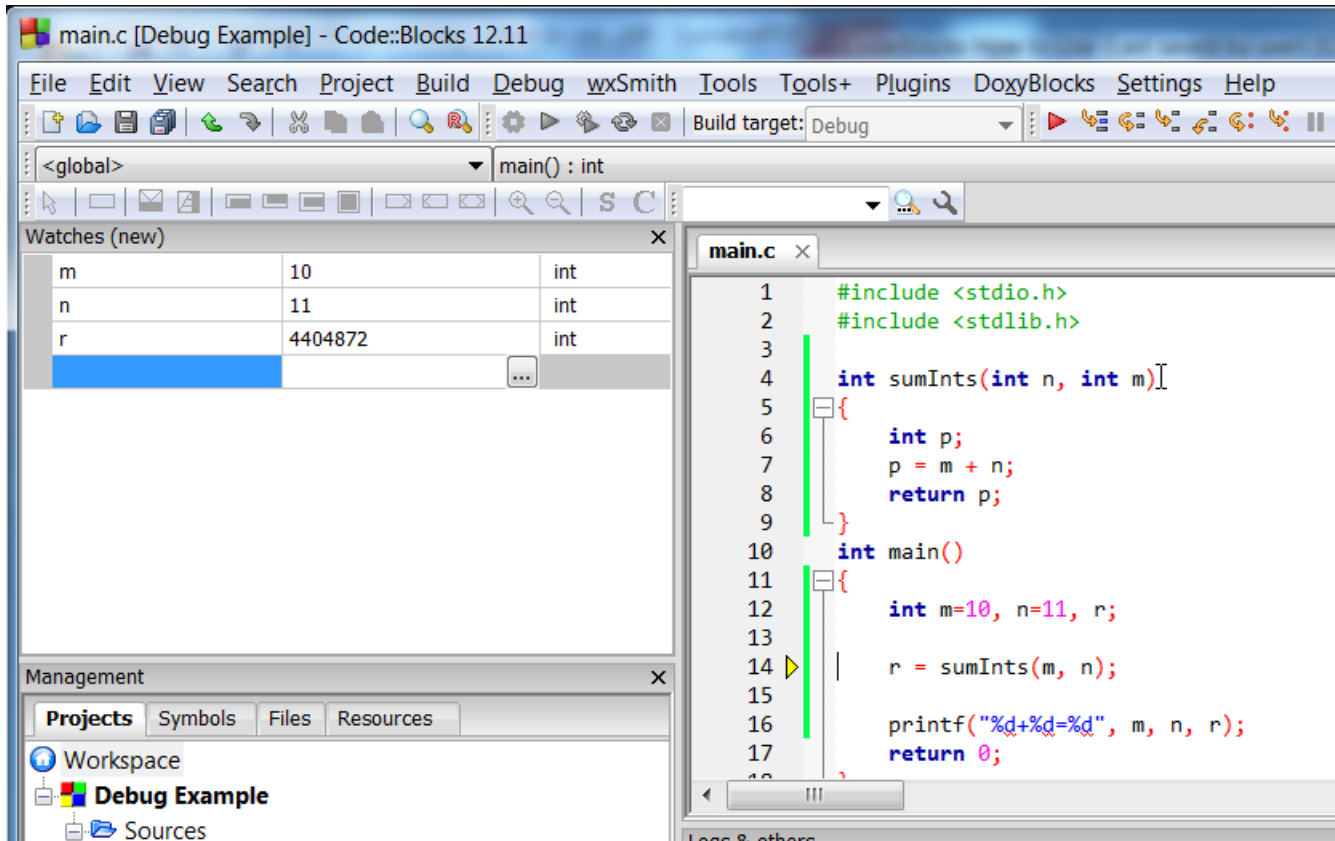 main.c [Debug Example] - Code::Blocks 12.11
File Edit View Search Project Build Debug wxSmith Tools Tools+ Plugins DoxyBlocks Settings Help
Build target: Debug
<global> main() : int
S C
Watches (new)
m 10 int
n 11 int
r 4404872 int
...
Management
Projects Symbols Files Resources
Workspace
Debug Example
Sources
main.c
1 #include <stdio.h>
2 #include <stdlib.h>
3
4 int sumInts(int n, int m)
5 {
6 int p;
7 p = m + n;
8 return p;
9 }
10 int main()
11 {
12 int m=10, n=11, r;
13
14 r = sumInts(m, n);
15
16 printf("%d+%d=%d", m, n, r);
17 return 0;
18 }
Logs & others